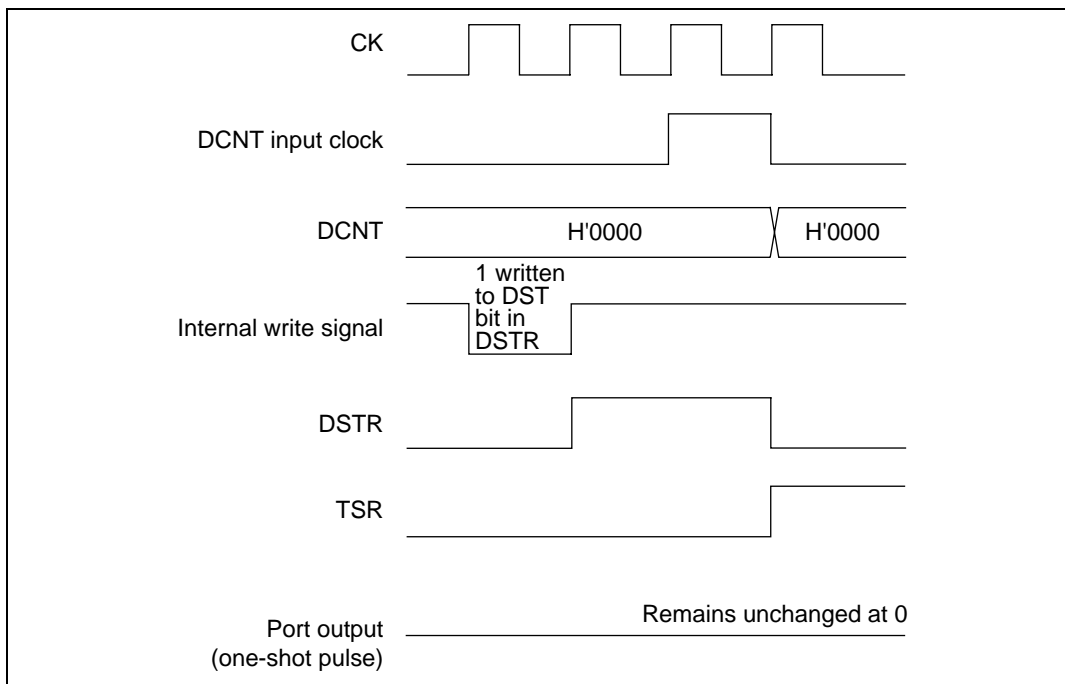 CK
DCNT input clock
DCNT
H'0000
H'0000
1 written
to DST
bit in
DSTR
Internal write signal
DSTR
TSR
Remains unchanged at 0
Port output
(one-shot pulse)